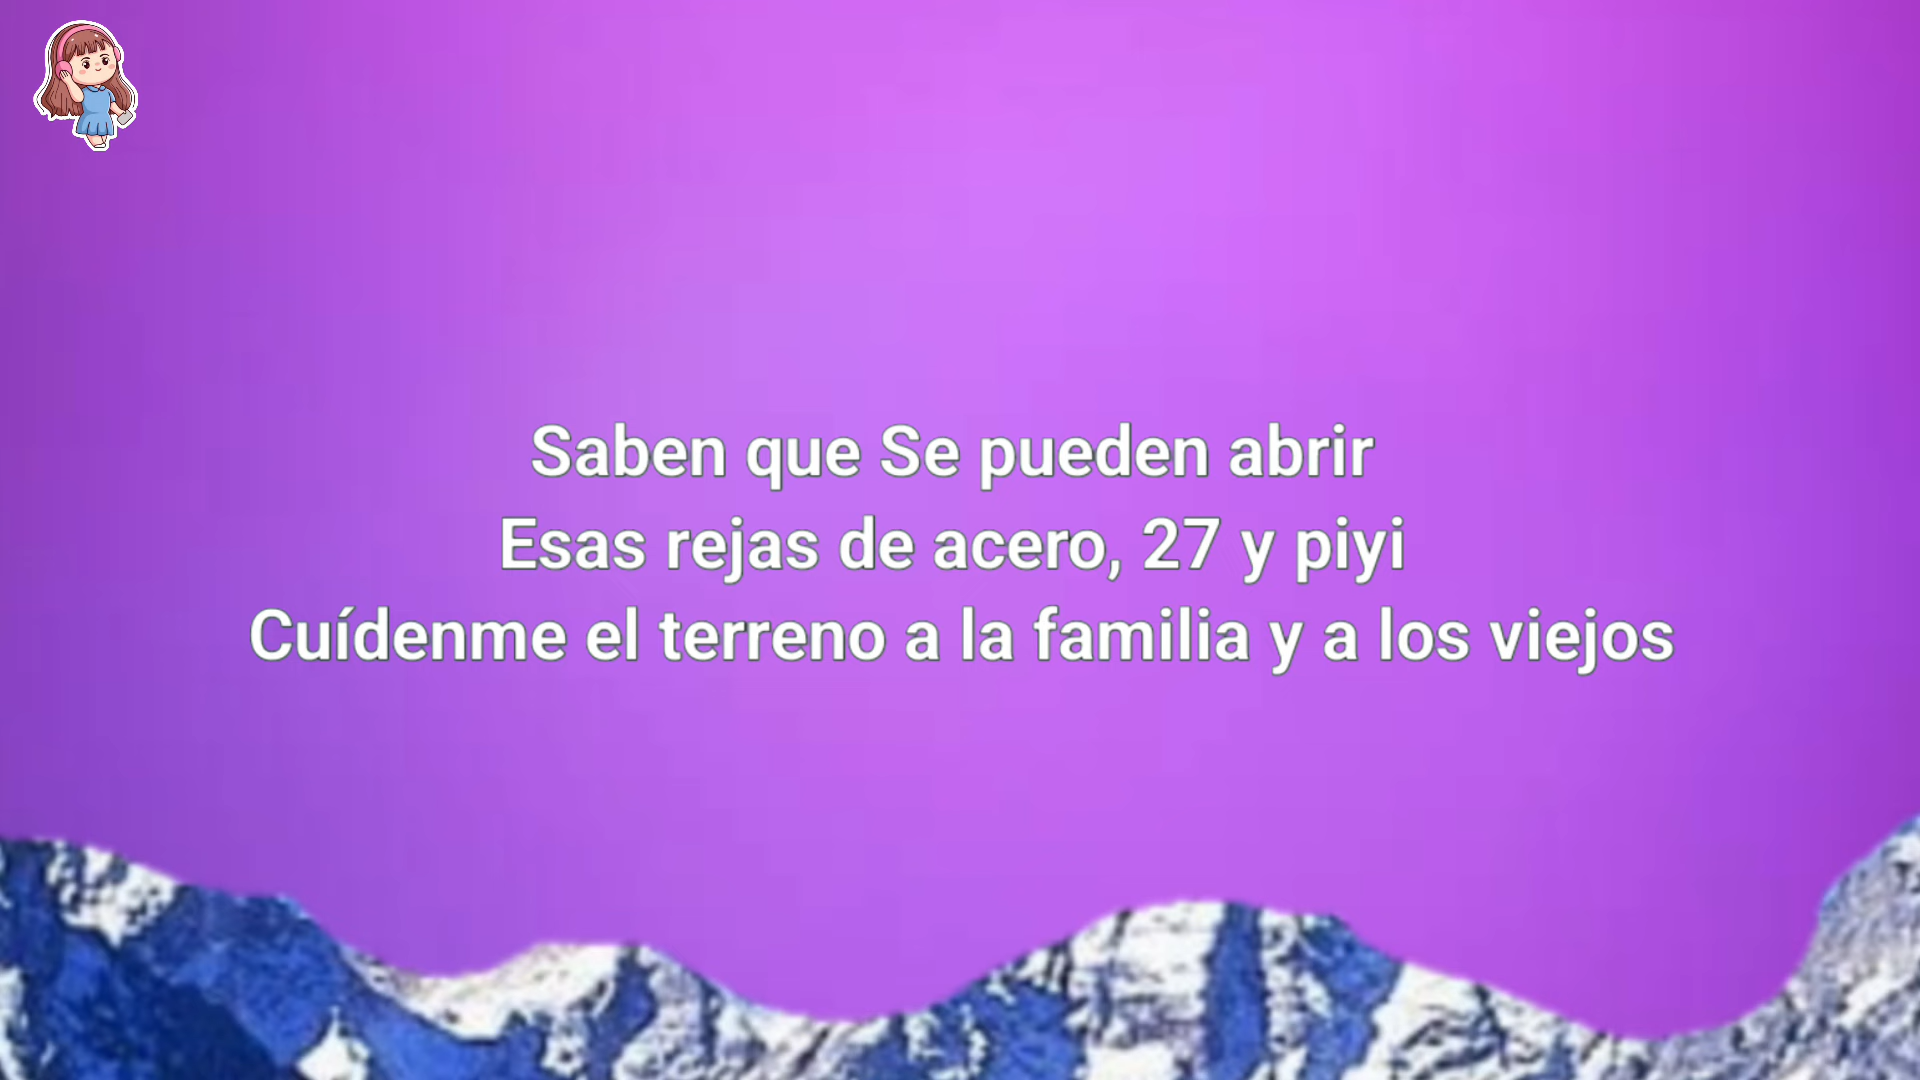 Saben que Se pueden abrir
Esas rejas de acero, 27 y piyi
Cuídenme el terreno a la familia y a los viejos